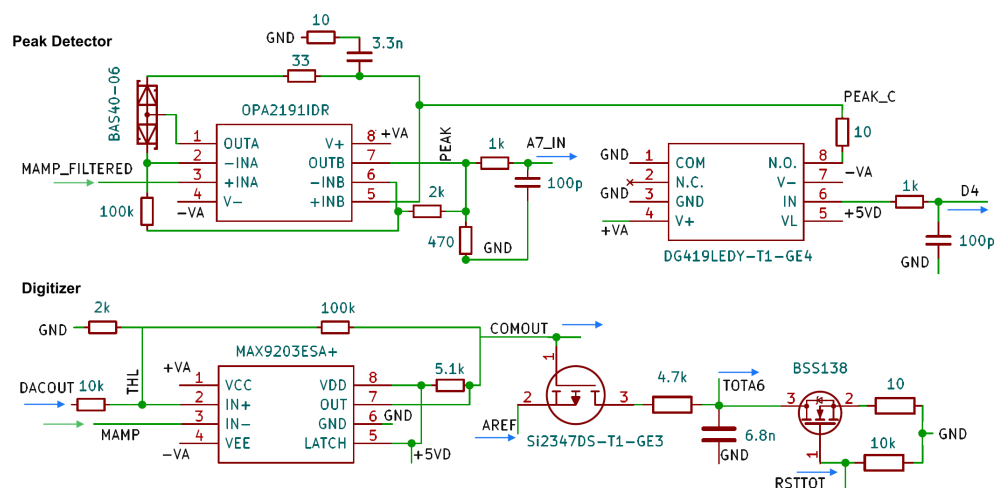 Peak Detector
10
GND
3.3n
33
BAS40-06
OPA2191IDR
PEAK_C
1 OUTA V+ 8 +VA
2 -INA OUTB 7
3 +INA -INB 6
4 V- +INB 5
MAMP_FILTERED
-VA
100k
PEAK
1k
A7_IN
100p
2k
470
GND
10
GND 1 COM N.O. 8
2 N.C. V- 7 -VA
GND 3 GND IN 6
+VA 4 V+ VL 5 +5VD
1k
D4
100p
GND
DG419LEDY-T1-GE4
Digitizer
2k
GND
100k
COMOUT
MAX9203ESA+
+VA
THL
5.1k
1 VCC VDD 8
2 IN+ OUT 7
3 IN- GND 6 GND
4 VEE LATCH 5
DACOUT
10k
MAMP
-VA
+5VD
1
2
3
AREF
Si2347DS-T1-GE3
4.7k
TOTA6
6.8n
GND
BSS138
3
2
1
10
10k
GND
RSTTOT